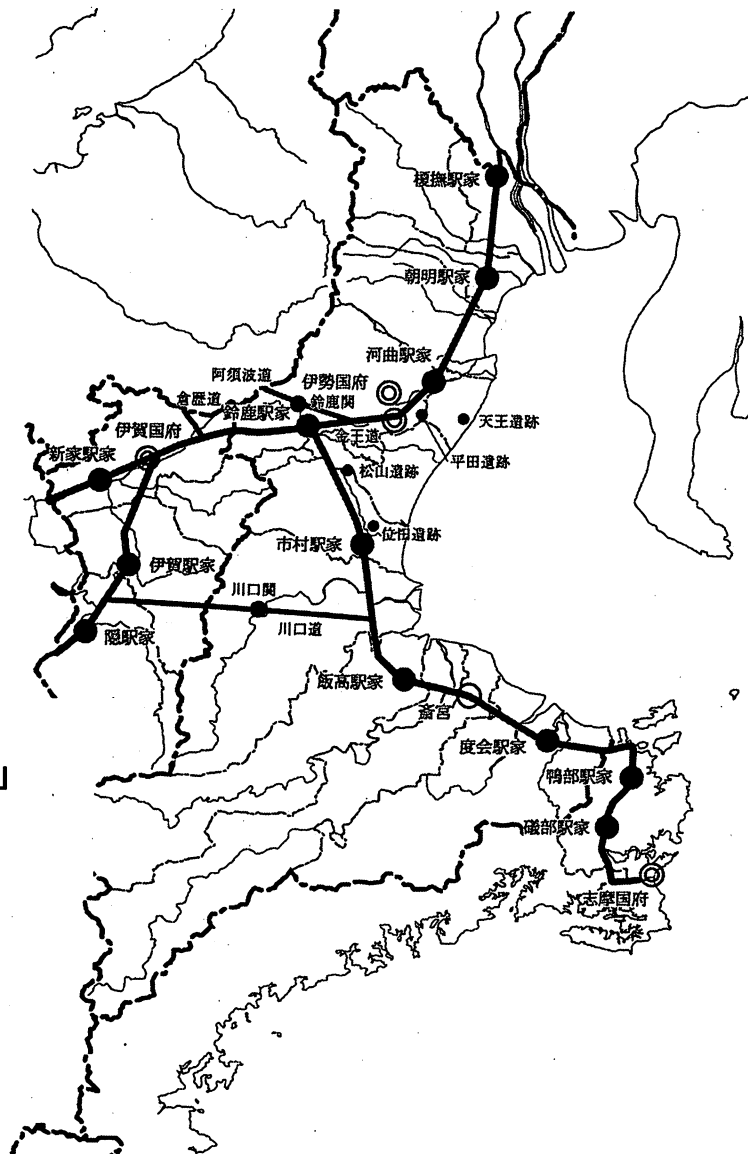 榎撫駅家
朝明駅家
河曲駅家
阿須波道
伊勢国府
倉歴道
鈴鹿関
鈴鹿駅家
伊賀国府
金王道
天王遺跡
新家駅家
平田遺跡
松山遺跡
位田遺跡
市村駅家
伊賀駅家
川口関
川口道
隠駅家
飯高駅家
斎宮
度会駅家
鴨部駅家
」
磯部駅家
志摩国府